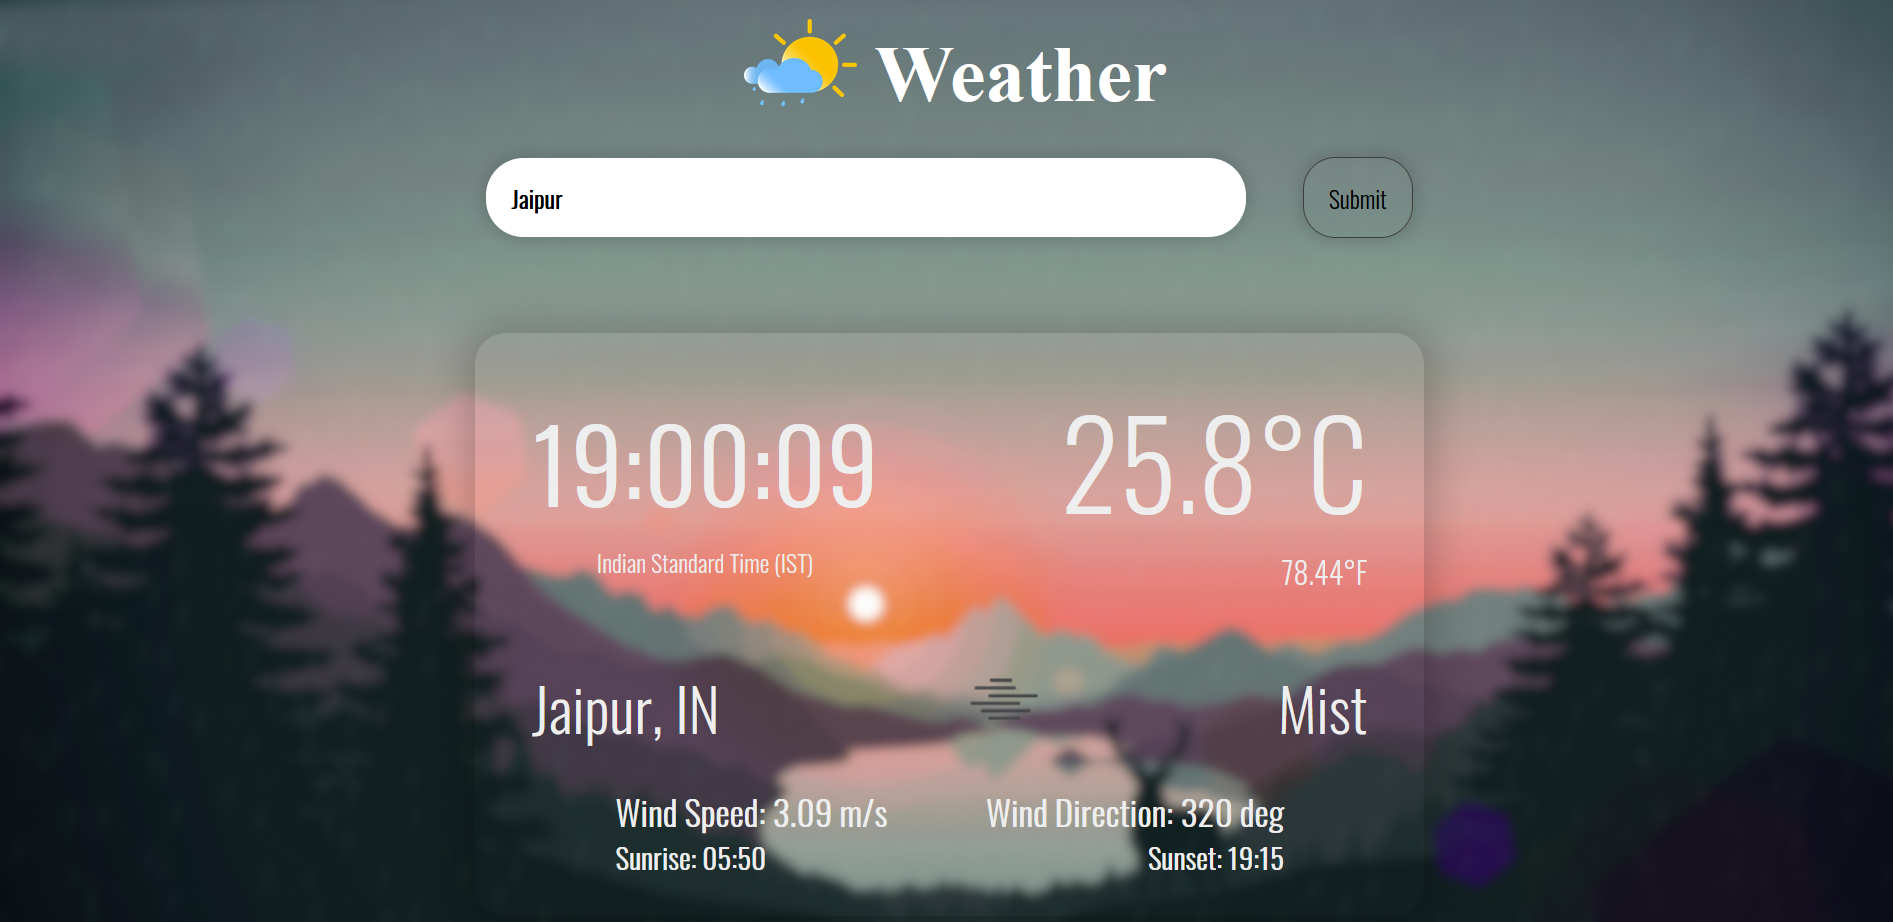 Weather
Jaipur
Submit
19:00:09
25.8°C
Indian Standard Time (IST)
78.44°F
Jaipur, IN
Mist
Wind Speed: 3.09 m/s
Wind Direction: 320 deg
Sunrise: 05:50
Sunset: 19:15